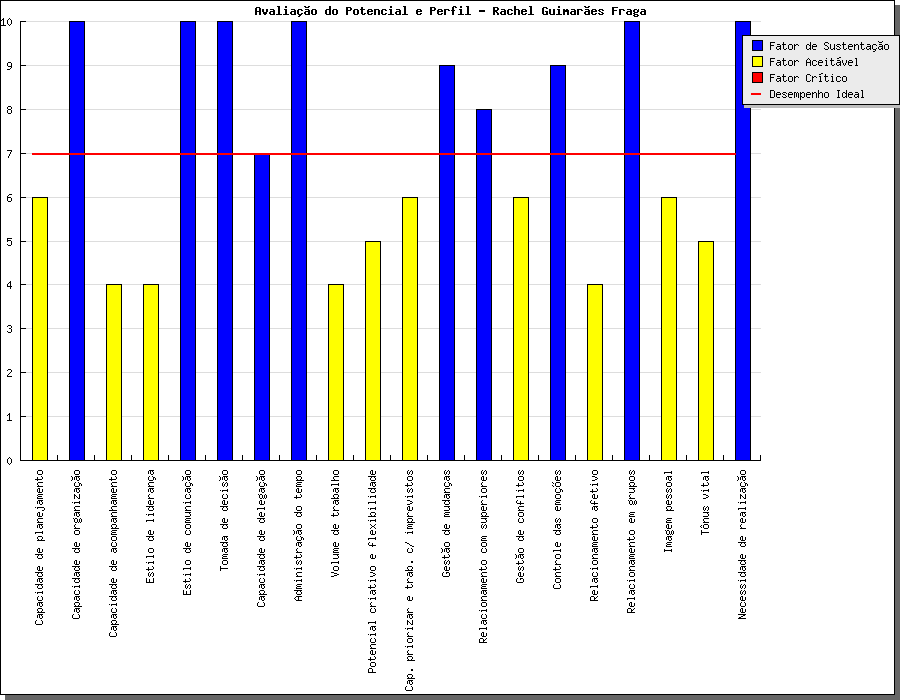 Avaliação do Potencial e Perfil - Rachel Guimarães Fraga
Fator de Sustentação
Fator Aceitável
Fator Crítico
Desempenho Ideal
10
9
8
7
6
5
4
3
2
1
0
Capacidade de planejamento
Capacidade de organização
Capacidade de acompanhamento
Estilo de liderança
Estilo de comunicação
Tomada de decisão
Capacidade de delegação
Administração do tempo
Volume de trabalho
Potencial criativo e flexibilidade
Cap. priorizar e trab. c/ imprevistos
Gestão de mudanças
Relacionamento com superiores
Gestão de conflitos
Controle das emoções
Relacionamento afetivo
Relacionamento em grupos
Imagem pessoal
Tônus vital
Necessidade de realização